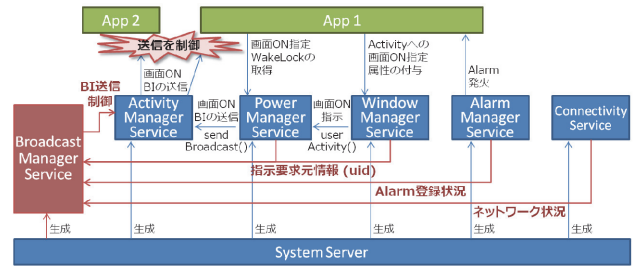 App 2
App 1
送信を制御
画面ON
BIの送信
画面ON指定
WakeLockの
取得
Activityへの
画面ON指定
属性の付与
Alarm
発火
BI送信
制御
Activity
Manager
Service
画面ON
BIの送信
send
Broadcast()
Power
Manager
Service
画面ON
指示
user
Activity()
Window
Manager
Service
Alarm
Manager
Service
Connectivity
Service
Broadcast
Manager
Service
指示要求元情報 (uid)
Alarm登録状況
ネットワーク状況
生成
生成
生成
生成
生成
生成
System Server